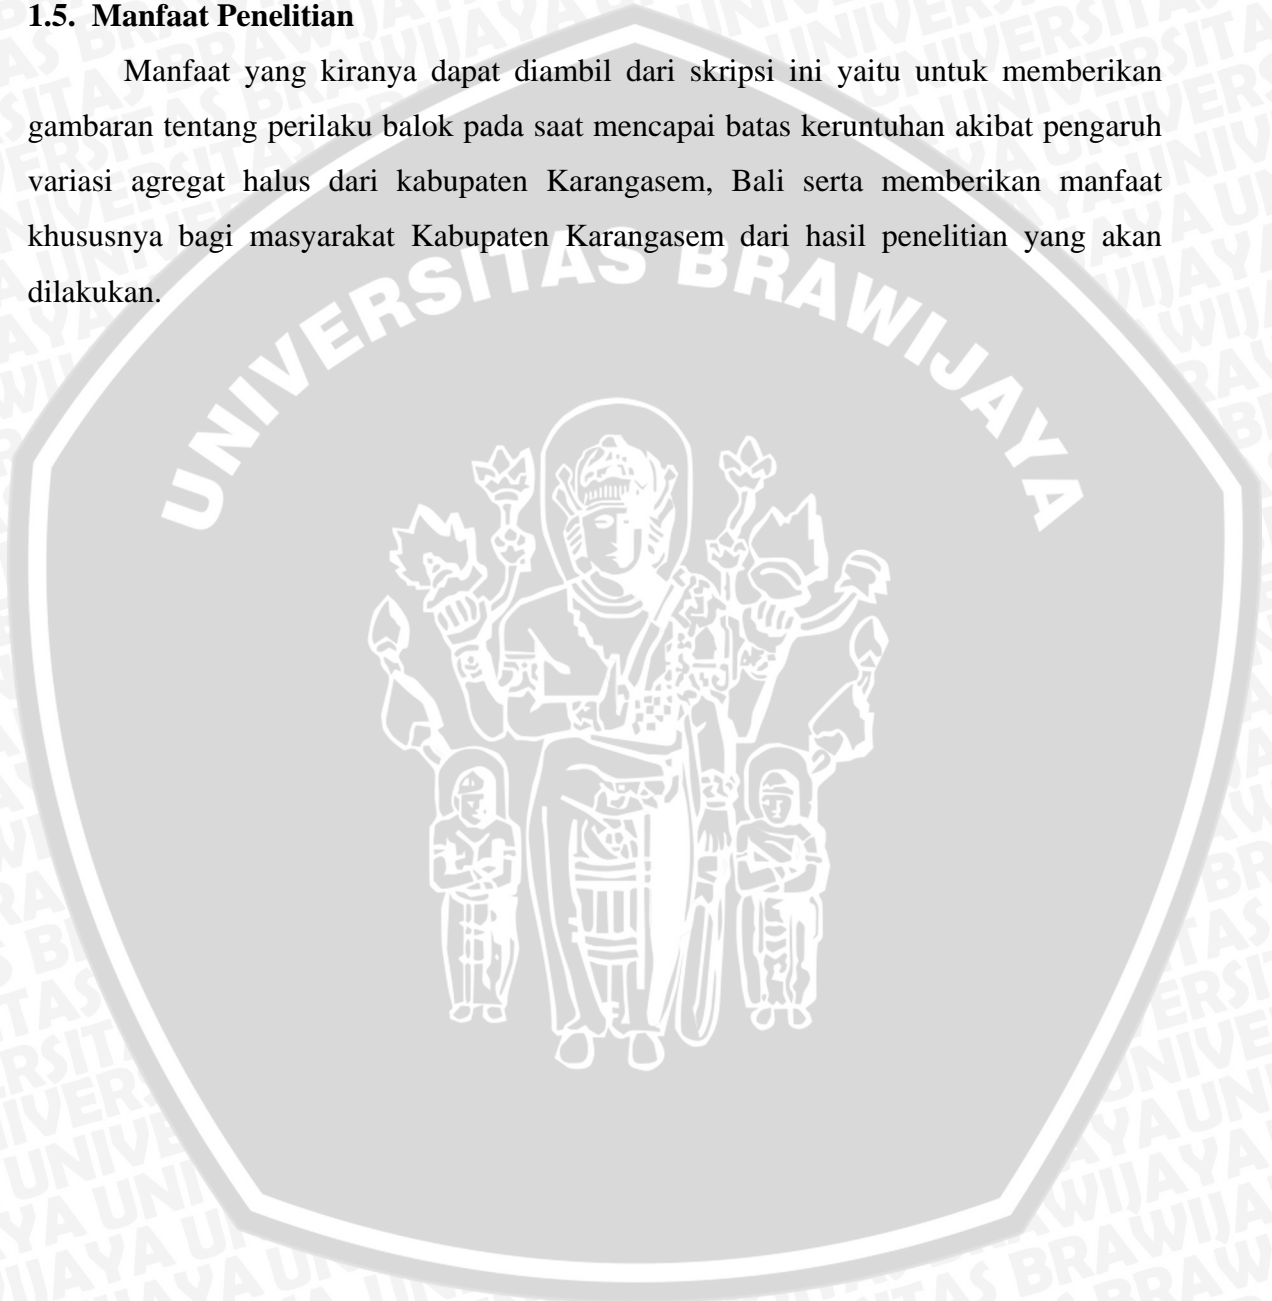 1.5. Manfaat Penelitian
Manfaat yang kiranya dapat diambil dari skripsi ini yaitu untuk memberikan
gambaran tentang perilaku balok pada saat mencapai batas keruntuhan akibat pengaruh
variasi agregat halus dari kabupaten Karangasem, Bali serta memberikan manfaat
khususnya bagi masyarakat Kabupaten Karangasem dari hasil penelitian yang akan
dilakukan.
UNIVERSITAS BRAWIJAYA